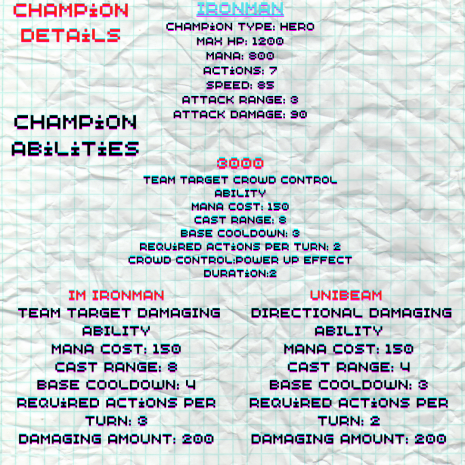 CHAMPiON
DETAiLS
IRONMAN
CHAMPiON TYPE: HERO
MAX HP: 1200
MANA: 800
ACTiONS: 7
SPEED: 85
ATTACK RANGE: 3
ATTACK DAMAGE: 90
CHAMPiON
ABiLiTiES
3000
TEAM TARGET CROWD CONTROL
ABILITY
MANA COST: 150
CAST RANGE: 8
BASE COOLDOWN: 3
REQUiRED ACTiONS PER TURN: 2
CROWD CONTROL:POWER UP EFFECT
DURATiON:2
IM IRONMAN
TEAM TARGET DAMAGING
ABILITY
MANA COST: 150
CAST RANGE: 8
BASE COOLDOWN: 4
REQUiRED ACTiONS PER
TURN: 3
DAMAGING AMOUNT: 200
UNIBEAM
DIRECTIONAL DAMAGING
ABILITY
MANA COST: 150
CAST RANGE: 4
BASE COOLDOWN: 3
REQUiRED ACTiONS PER
TURN: 2
DAMAGING AMOUNT: 200